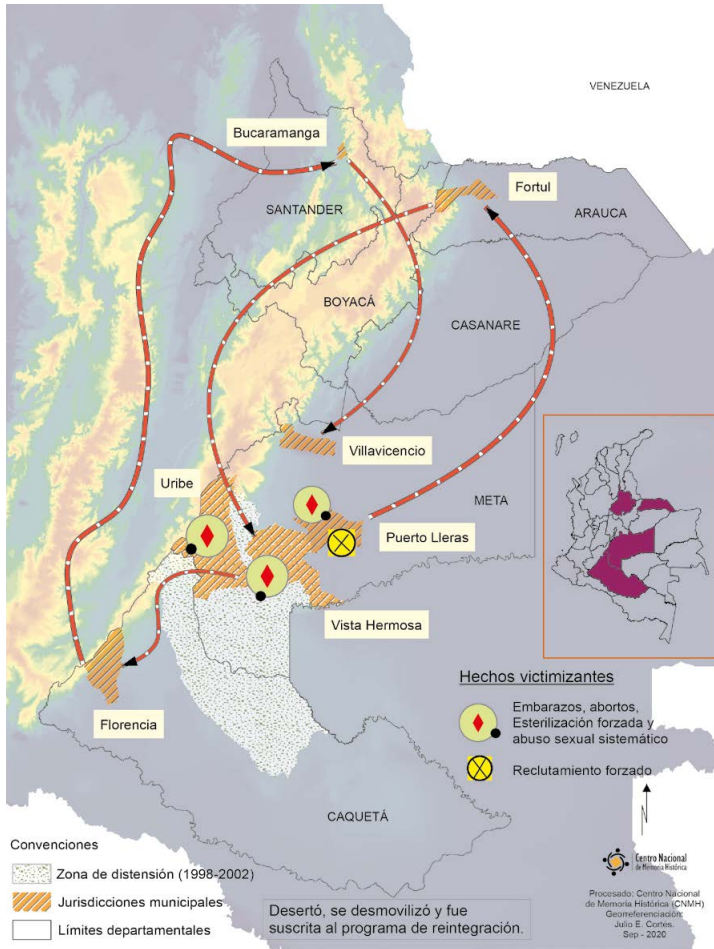 VENEZUELA
Bucaramanga
Fortul
SANTANDER
ARAUCA
BOYACÁ
CASANARE
Villavicencio
Uribe
META
Puerto Lleras
Vista Hermosa
Florencia
CAQUETÁ
Hechos victimizantes
Embarazos, abortos,
Esterilización forzada y
abuso sexual sistemático
Reclutamiento forzado
N
Convenciones
Zona de distensión (1998-2002)
Jurisdicciones municipales
Límites departamentales
Desertó, se desmovilizó y fue
suscrita al programa de reintegración.
Centro Nacional
de Memoria Histórica
Procesado: Centro Nacional
de Memoria Histórica (CNMH)
Georreferenciación:
Julio E. Cortés.
Sep - 2020